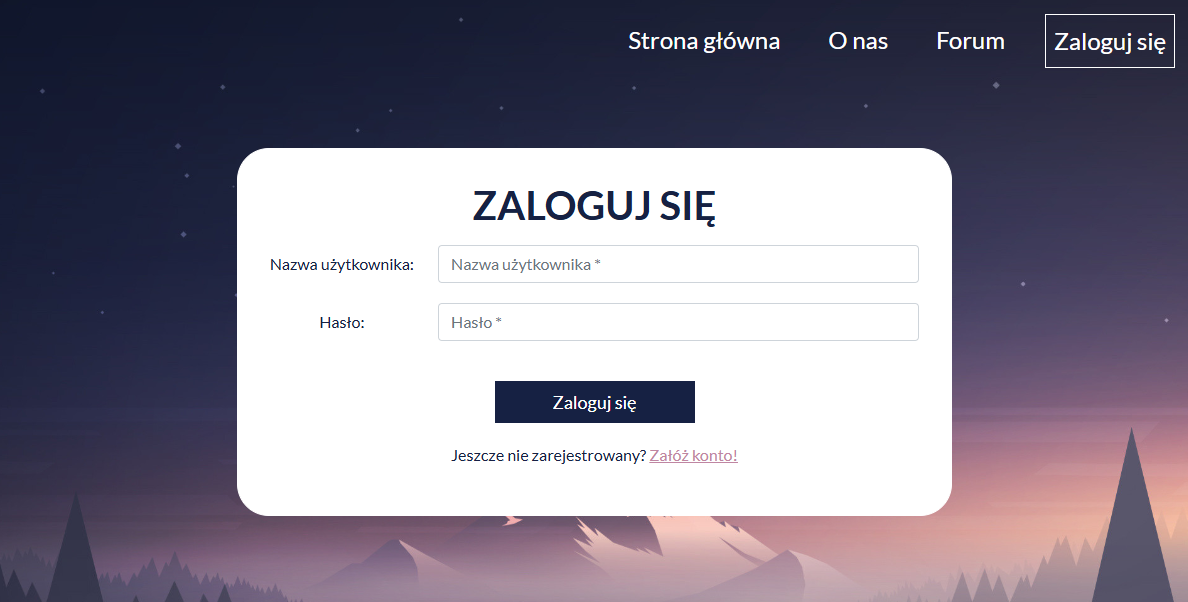 Strona główna O nas Forum Zaloguj się
ZALOGUJ SIĘ
Nazwa użytkownika: Nazwa użytkownika *
Hasło: Hasło *
Zaloguj się
Jeszcze nie zarejestrowany? Załóż konto!